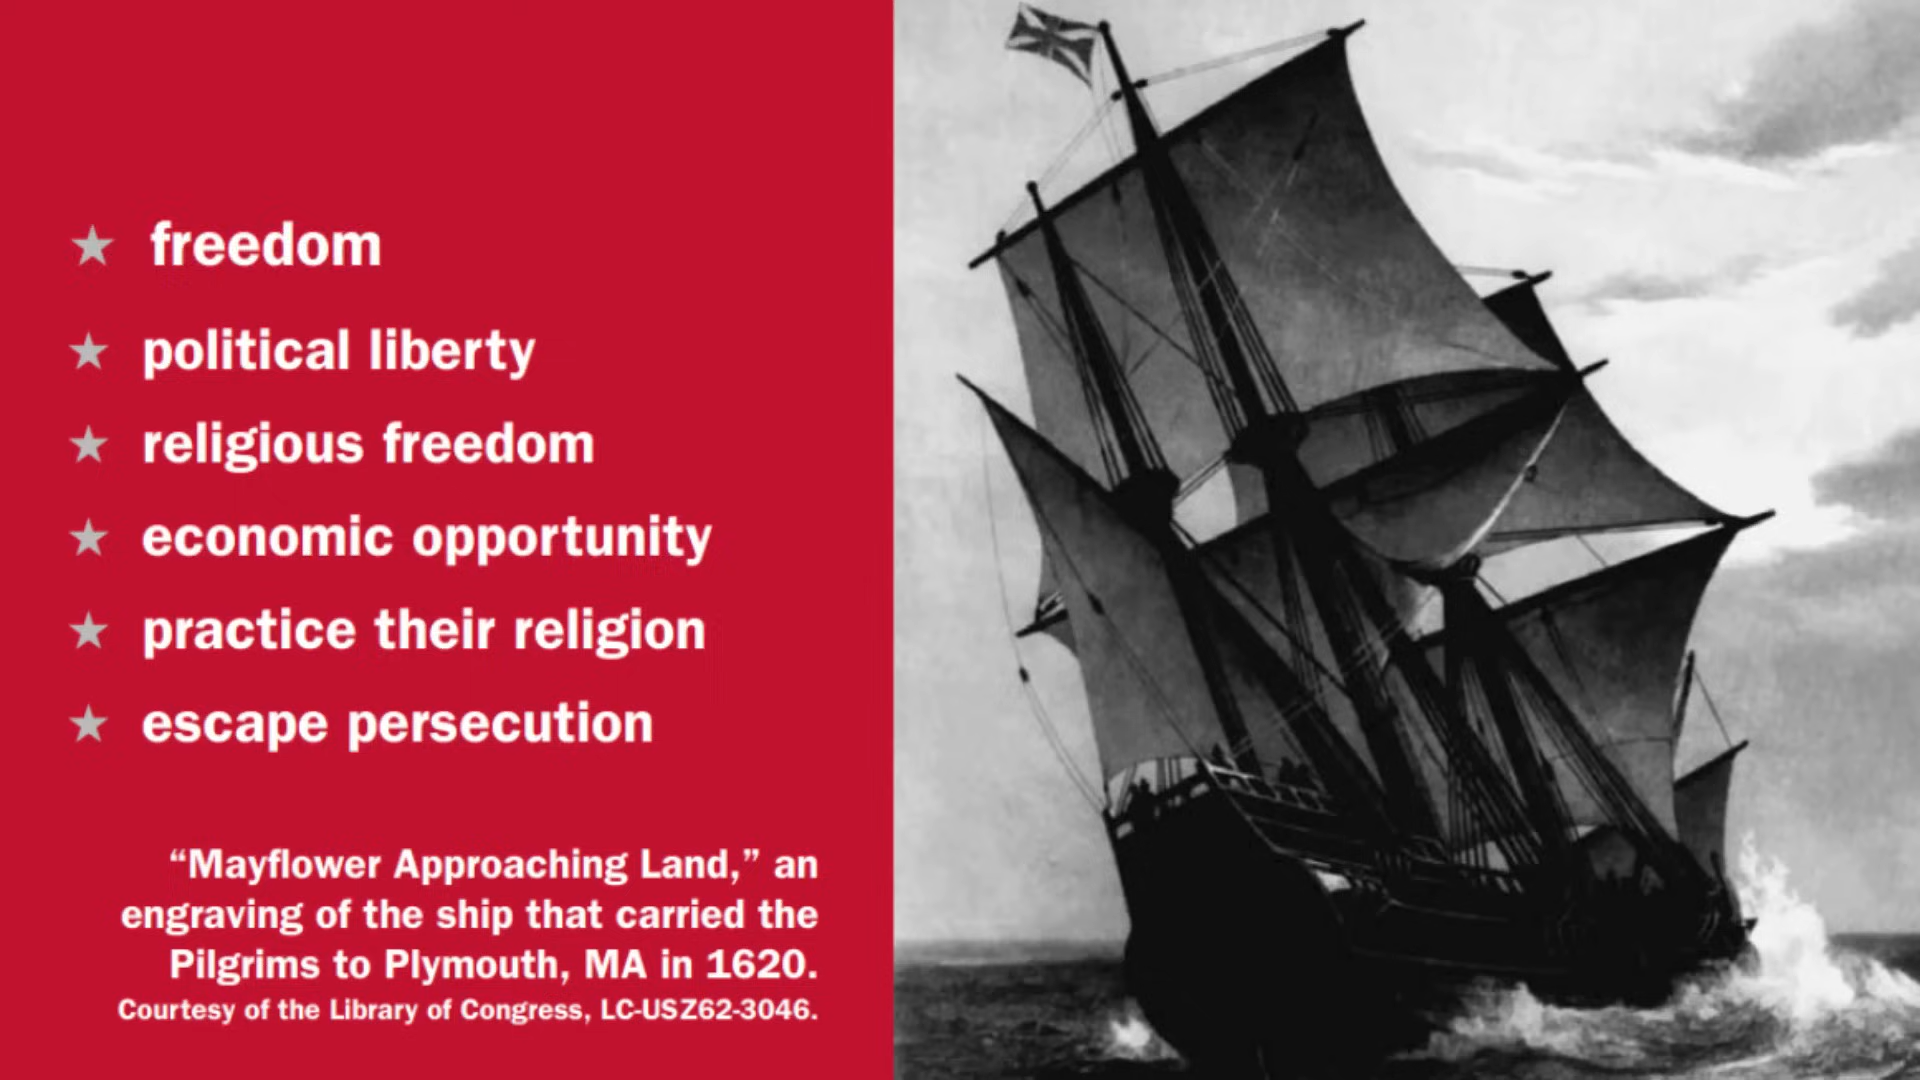 freedom
political liberty
religious freedom
economic opportunity
practice their religion
escape persecution
“Mayflower Approaching Land,” an
engraving of the ship that carried the
Pilgrims to Plymouth, MA in 1620.
Courtesy of the Library of Congress, LC-USZ62-3046.